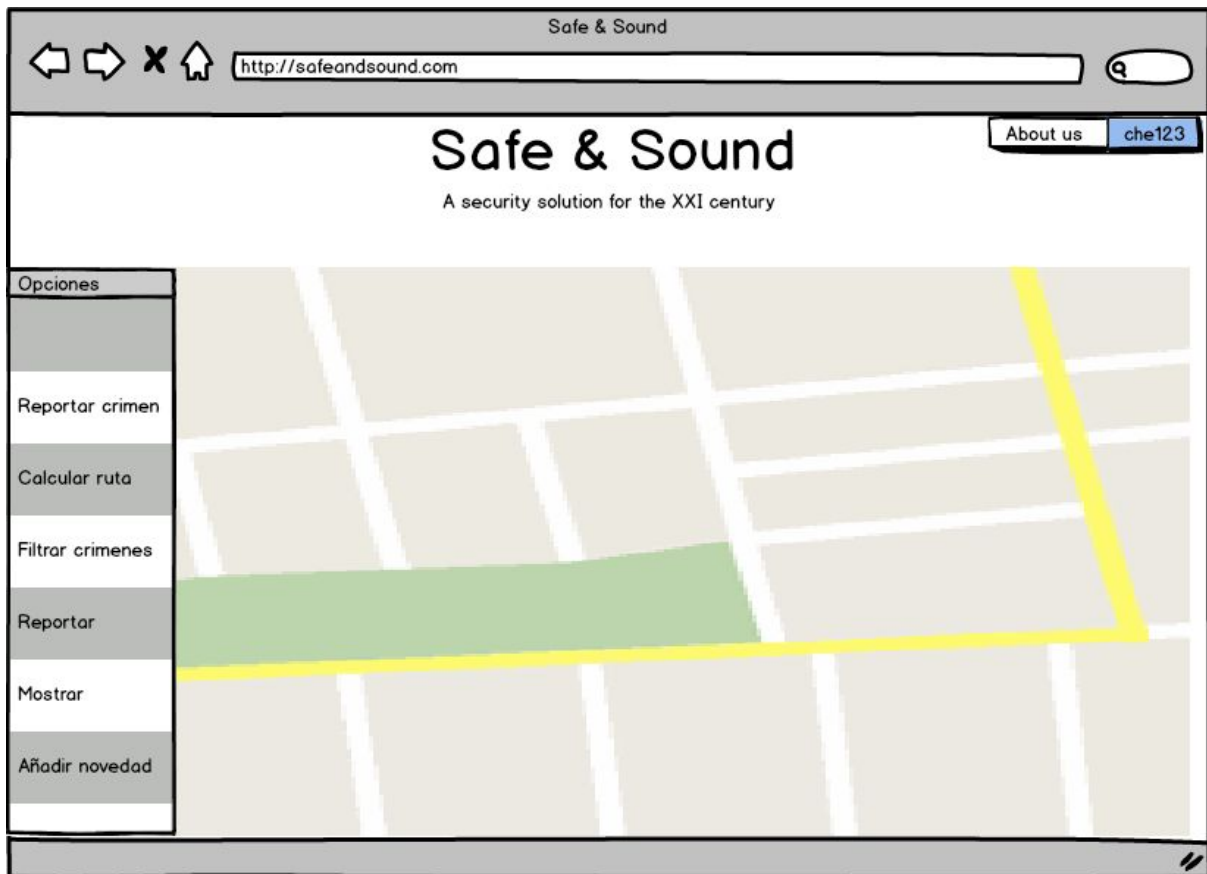 Safe & Sound
http://safeandsound.com
About us
che123
Safe & Sound
A security solution for the XXI century
Opciones
Reportar crimen
Calcular ruta
Filtrar crimenes
Reportar
Mostrar
Añadir novedad